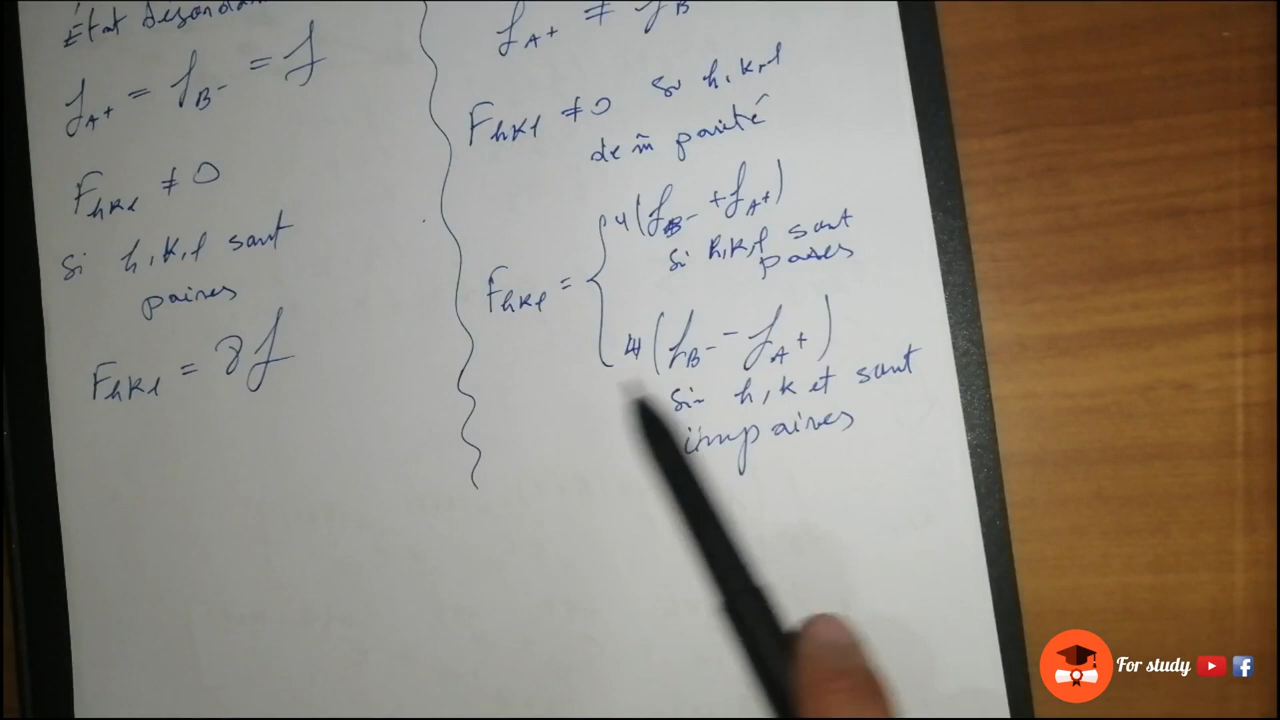 État desordonn
f_A+ = f_B- = f
F_hkl ≠ 0
si h, k, l sont
paires
F_hkl = 8f
f_A+ ≠ f_B
F_hkl ≠ 0 si h, k, l
de m̃ parité
F_hkl = { 4(f_B- + f_A+)
si h, k, l sont
paires
4(f_B- - f_A+)
si h, k et sont
impaires
For study